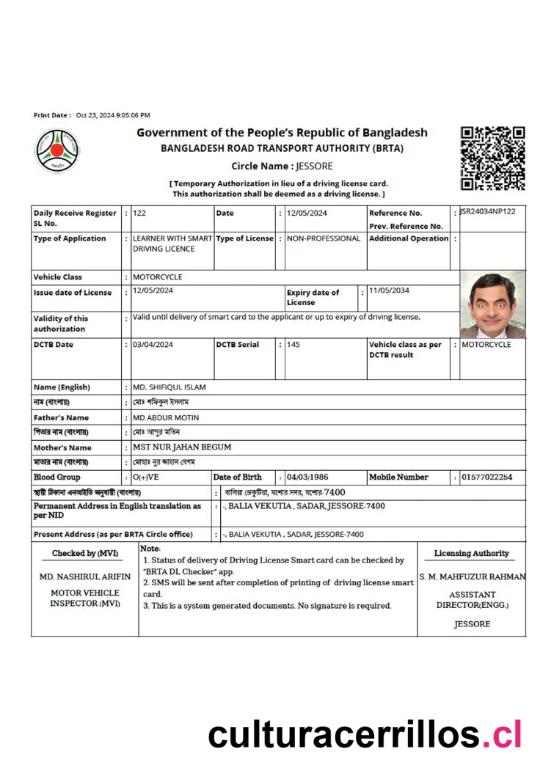 Print Date : Oct 23, 2024 9:05:06 PM
Government of the People's Republic of Bangladesh
BANGLADESH ROAD TRANSPORT AUTHORITY (BRTA)
Circle Name : JESSORE
[ Temporary Authorization in lieu of a driving license card.
This authorization shall be deemed as a driving license. ]
Daily Receive Register SL No. : 122 Date : 12/05/2024 Reference No. : JSR24034NP122
Prev. Reference No.
Type of Application : LEARNER WITH SMART DRIVING LICENCE Type of License : NON-PROFESSIONAL Additional Operation :
Vehicle Class : MOTORCYCLE
Issue date of License : 12/05/2024 Expiry date of License : 11/05/2034
Validity of this authorization : Valid until delivery of smart card to the applicant or up to expiry of driving license.
DCTB Date : 03/04/2024 DCTB Serial : 145 Vehicle class as per DCTB result : MOTORCYCLE
Name (English) : MD. SHIFIQUL ISLAM
নাম (বাংলায়) : মোঃ শফিকুল ইসলাম
Father's Name : MD ABDUR MOTIN
পিতার নাম (বাংলায়) : মোঃ আব্দুর মতিন
Mother's Name : MST NUR JAHAN BEGUM
মাতার নাম (বাংলায়) : মোছাঃ নুর জাহান বেগম
Blood Group : O(+)VE Date of Birth : 04/03/1986 Mobile Number : 01577022254
স্থায়ী ঠিকানা এনআইডি অনুযায়ী (বাংলায়) : বালিয়া ভেকুটিয়া, যশোর সদর, যশোর-7400
Permanent Address in English translation as per NID : -, BALIA VEKUTIA , SADAR, JESSORE-7400
Present Address (as per BRTA Circle office) : -, BALIA VEKUTIA , SADAR, JESSORE-7400
Checked by (MVI)
MD. NASHIRUL ARIFIN
MOTOR VEHICLE
INSPECTOR (MVI)
Note:
1. Status of delivery of Driving License Smart card can be checked by
"BRTA DL Checker" app.
2. SMS will be sent after completion of printing of driving license smart
card.
3. This is a system generated documents. No signature is required.
Licensing Authority
S. M. MAHFUZUR RAHMAN
ASSISTANT
DIRECTOR(ENGG.)
JESSORE
culturacerrillos.cl